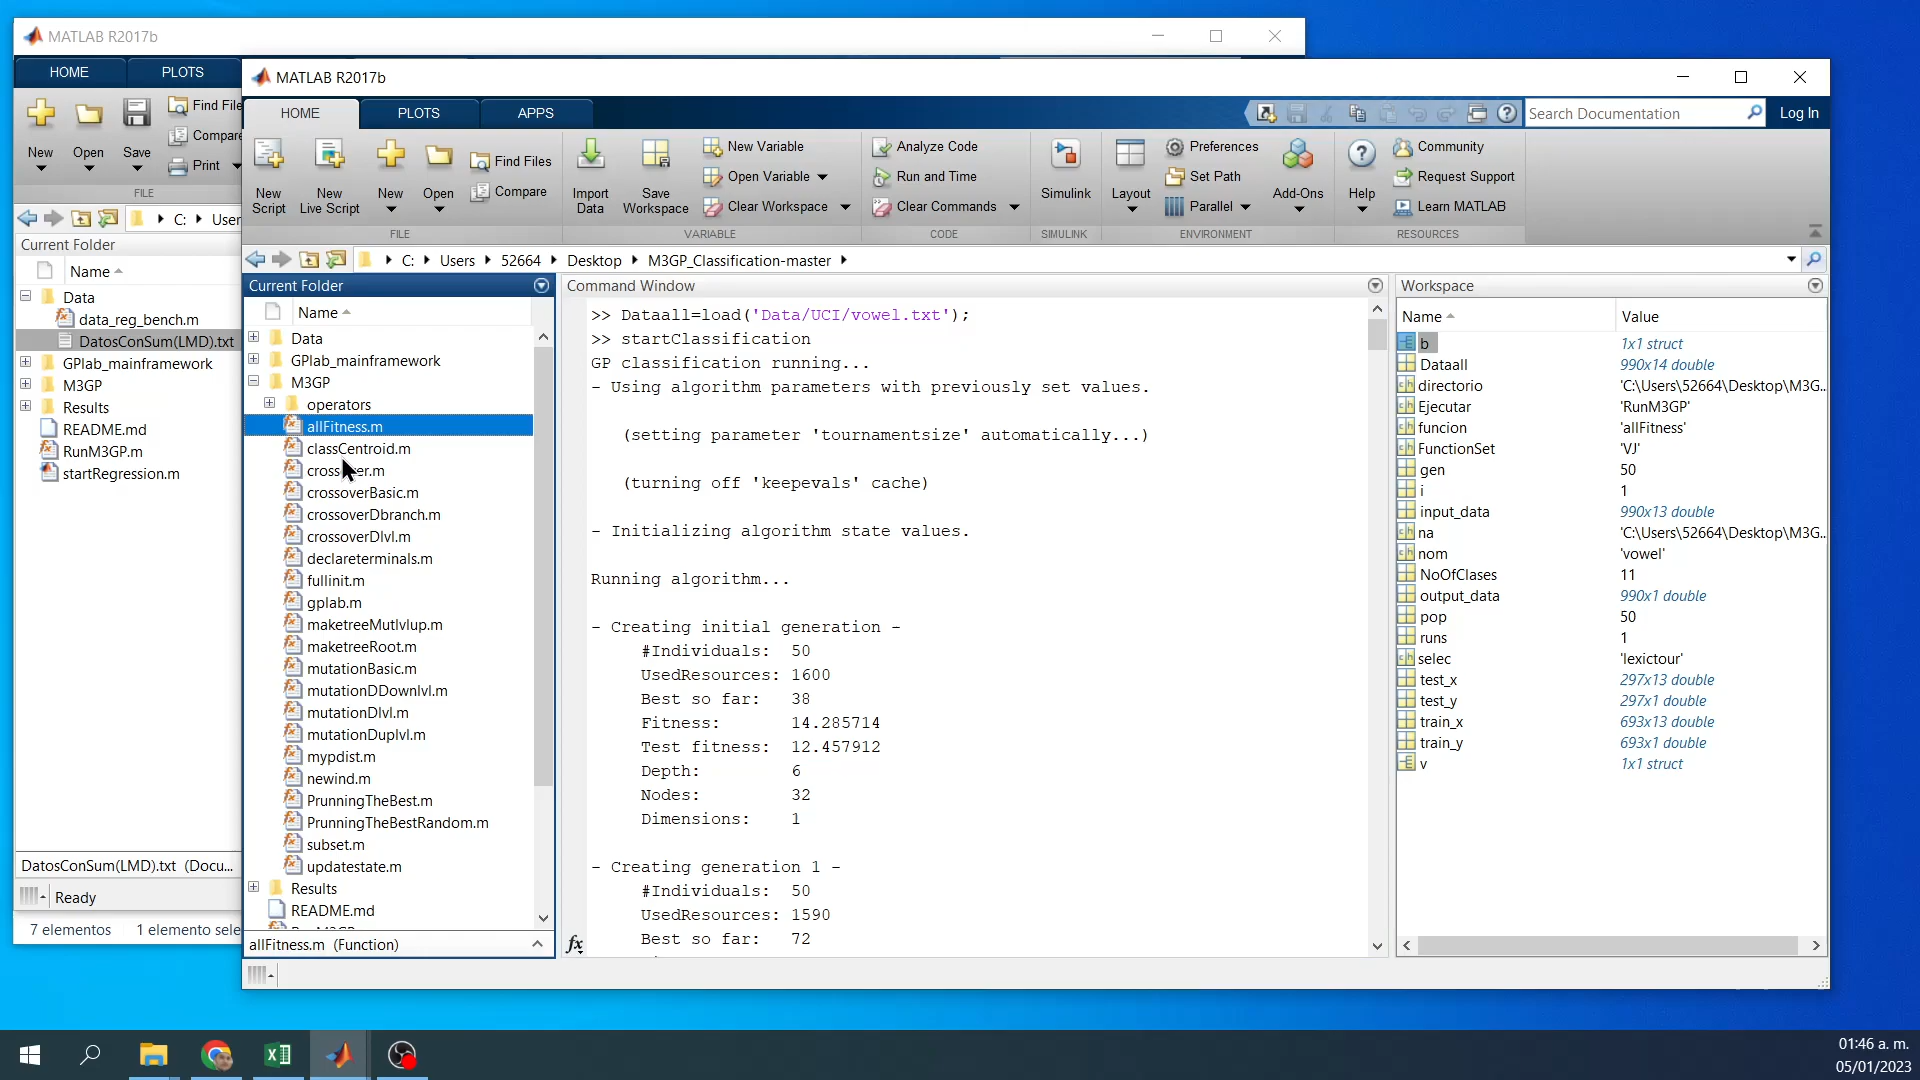 MATLAB R2017b
HOME
PLOTS
New
Open
Save
Find File
Compare
Print
FILE
C:
User
Current Folder
Name
Data
data_reg_bench.m
DatosConSum(LMD).txt
GPlab_mainframework
M3GP
Results
README.md
RunM3GP.m
startRegression.m
DatosConSum(LMD).txt (Docu...
Ready
7 elementos
1 elemento sele
MATLAB R2017b
HOME
PLOTS
APPS
Search Documentation
Log In
New Script
New Live Script
New
Open
Find Files
Compare
FILE
Import Data
Save Workspace
New Variable
Open Variable
Clear Workspace
VARIABLE
Analyze Code
Run and Time
Clear Commands
CODE
Simulink
SIMULINK
Layout
Preferences
Set Path
Parallel
Add-Ons
ENVIRONMENT
Help
Community
Request Support
Learn MATLAB
RESOURCES
C:
Users
52664
Desktop
M3GP_Classification-master
Current Folder
Name
Data
GPlab_mainframework
M3GP
operators
allFitness.m
classCentroid.m
crossover.m
crossoverBasic.m
crossoverDbranch.m
crossoverDlvl.m
declareterminals.m
fullinit.m
gplab.m
maketreeMutlvlup.m
maketreeRoot.m
mutationBasic.m
mutationDDownlvl.m
mutationDlvl.m
mutationDuplvl.m
mypdist.m
newind.m
PrunningTheBest.m
PrunningTheBestRandom.m
subset.m
updatestate.m
Results
README.md
allFitness.m (Function)
Command Window
>> Dataall=load('Data/UCI/vowel.txt');
>> startClassification
GP classification running...
- Using algorithm parameters with previously set values.
(setting parameter 'tournamentsize' automatically...)
(turning off 'keepevals' cache)
- Initializing algorithm state values.
Running algorithm...
- Creating initial generation -
#Individuals: 50
UsedResources: 1600
Best so far: 38
Fitness: 14.285714
Test fitness: 12.457912
Depth: 6
Nodes: 32
Dimensions: 1
- Creating generation 1 -
#Individuals: 50
UsedResources: 1590
Best so far: 72
fx
Workspace
Name
Value
b 1x1 struct
Dataall 990x14 double
directorio 'C:\Users\52664\Desktop\M3G...
Ejecutar 'RunM3GP'
funcion 'allFitness'
FunctionSet 'VJ'
gen 50
i 1
input_data 990x13 double
na 'C:\Users\52664\Desktop\M3G...
nom 'vowel'
NoOfClases 11
output_data 990x1 double
pop 50
runs 1
selec 'lexictour'
test_x 297x13 double
test_y 297x1 double
train_x 693x13 double
train_y 693x1 double
v 1x1 struct
01:46 a. m.
05/01/2023